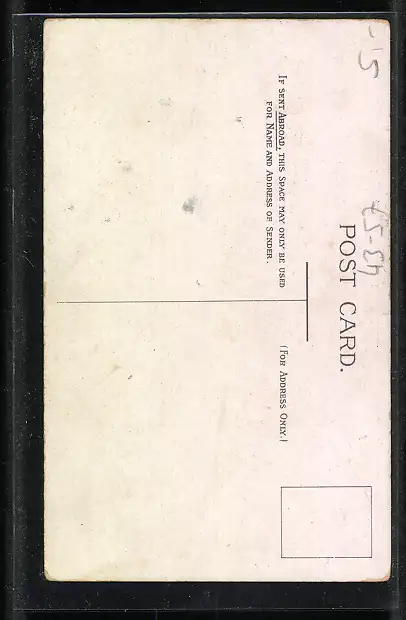 POST CARD.
IF SENT ABROAD, THIS SPACE MAY ONLY BE USED
FOR NAME AND ADDRESS OF SENDER.
(FOR ADDRESS ONLY.)